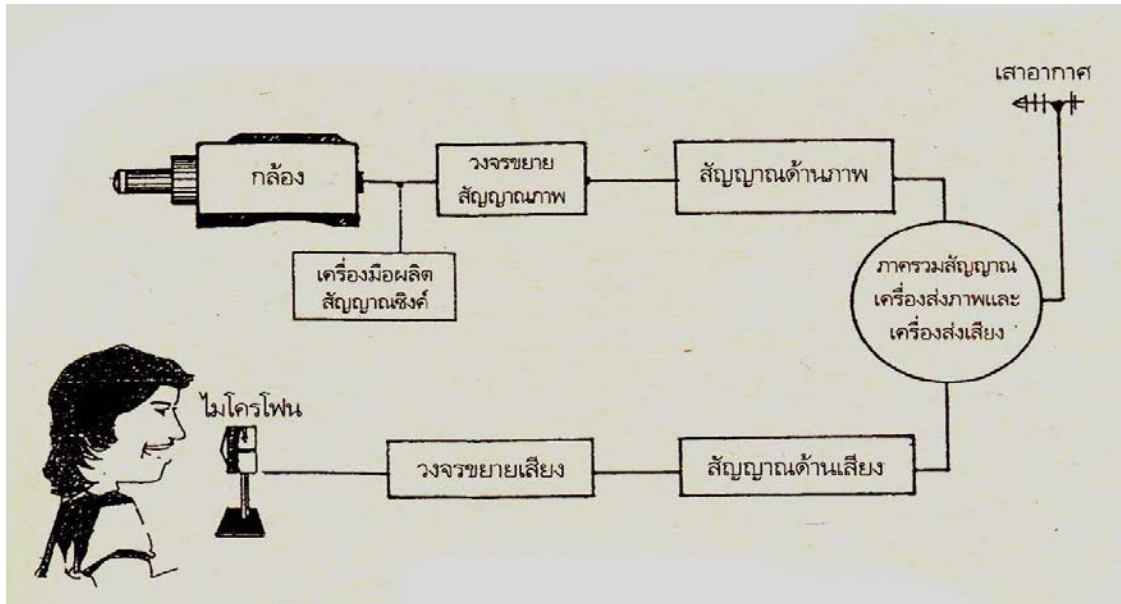 เสาอากาศ
กล้อง
วงจรขยาย
สัญญาณภาพ
สัญญาณด้านภาพ
เครื่องมือผลิต
สัญญาณซิงค์
ภาครวมสัญญาณ
เครื่องส่งภาพและ
เครื่องส่งเสียง
ไมโครโฟน
วงจรขยายเสียง
สัญญาณด้านเสียง